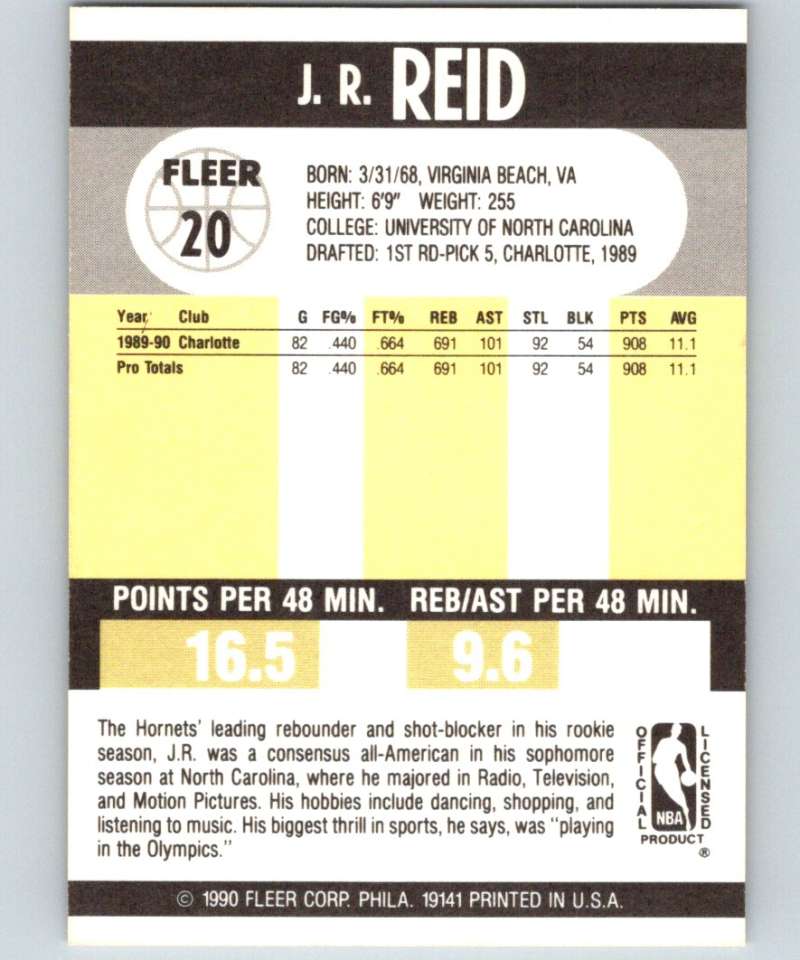 J. R. REID
FLEER
20
BORN: 3/31/68, VIRGINIA BEACH, VA
HEIGHT: 6'9" WEIGHT: 255
COLLEGE: UNIVERSITY OF NORTH CAROLINA
DRAFTED: 1ST RD-PICK 5, CHARLOTTE, 1989
Year Club G FG% FT% REB AST STL BLK PTS AVG
1989-90 Charlotte 82 .440 .664 691 101 92 54 908 11.1
Pro Totals 82 .440 .664 691 101 92 54 908 11.1
POINTS PER 48 MIN. REB/AST PER 48 MIN.
16.5 9.6
The Hornets' leading rebounder and shot-blocker in his rookie
season, J.R. was a consensus all-American in his sophomore
season at North Carolina, where he majored in Radio, Television,
and Motion Pictures. His hobbies include dancing, shopping, and
listening to music. His biggest thrill in sports, he says, was "playing
in the Olympics."
OFFICIAL
LICENSED
NBA
PRODUCT
®
© 1990 FLEER CORP. PHILA. 19141 PRINTED IN U.S.A.